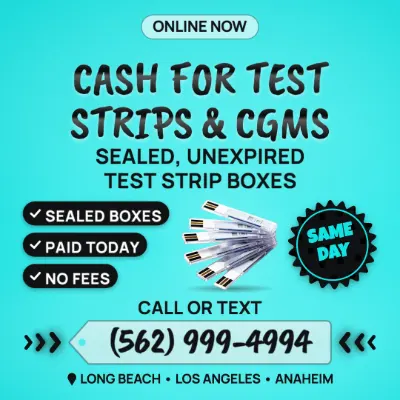 ONLINE NOW
CASH FOR TEST
STRIPS & CGMS
SEALED, UNEXPIRED
TEST STRIP BOXES
SEALED BOXES
PAID TODAY
NO FEES
SAME
DAY
CALL OR TEXT
(562) 999-4994
LONG BEACH • LOS ANGELES • ANAHEIM